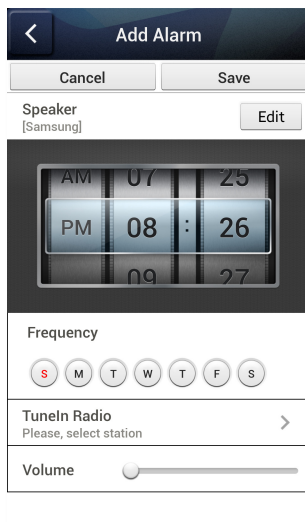 Add Alarm
Cancel Save
Speaker
[Samsung]
Edit
AM 07 25
PM 08 : 26
09 27
Frequency
S M T W T F S
TuneIn Radio
Please, select station
Volume